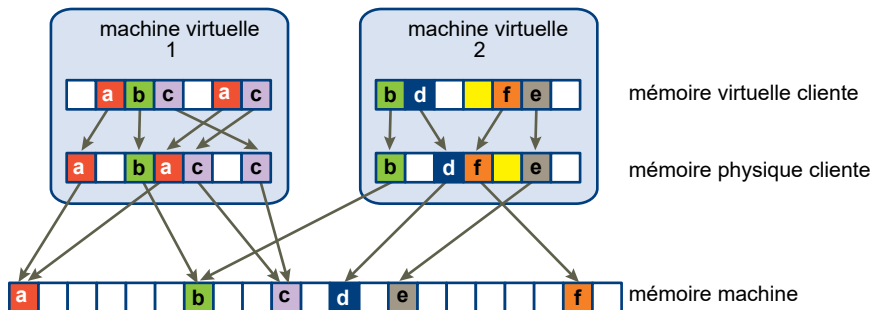 machine virtuelle
1
machine virtuelle
2
a b c a c
b d f e
mémoire virtuelle cliente
a b a c c
b d f e
mémoire physique cliente
a b c d e f
mémoire machine